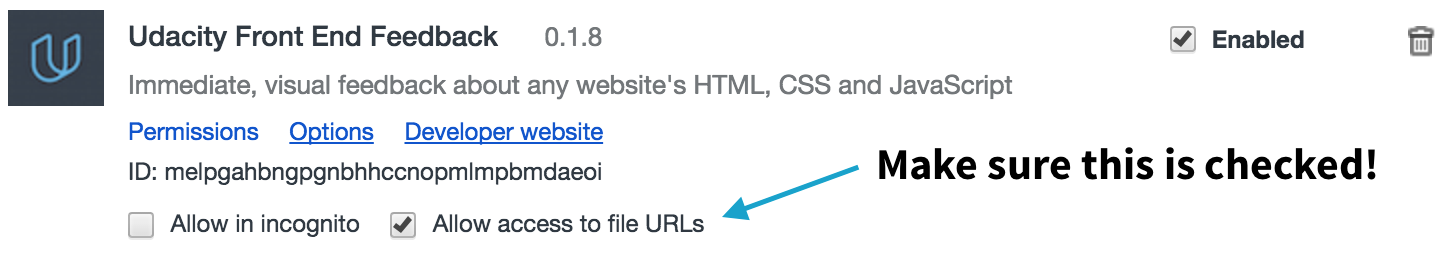 Udacity Front End Feedback 0.1.8 Enabled
Immediate, visual feedback about any website's HTML, CSS and JavaScript
Permissions Options Developer website
Make sure this is checked!
ID: melpgahbngpgnbhhccnopmlmpbmdaeoi
Allow in incognito Allow access to file URLs